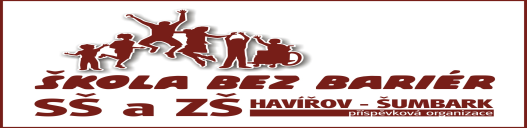 ŠKOLA BEZ BARIÉR
SŠ a ZŠ HAVÍŘOV - ŠUMBARK
příspěvková organizace